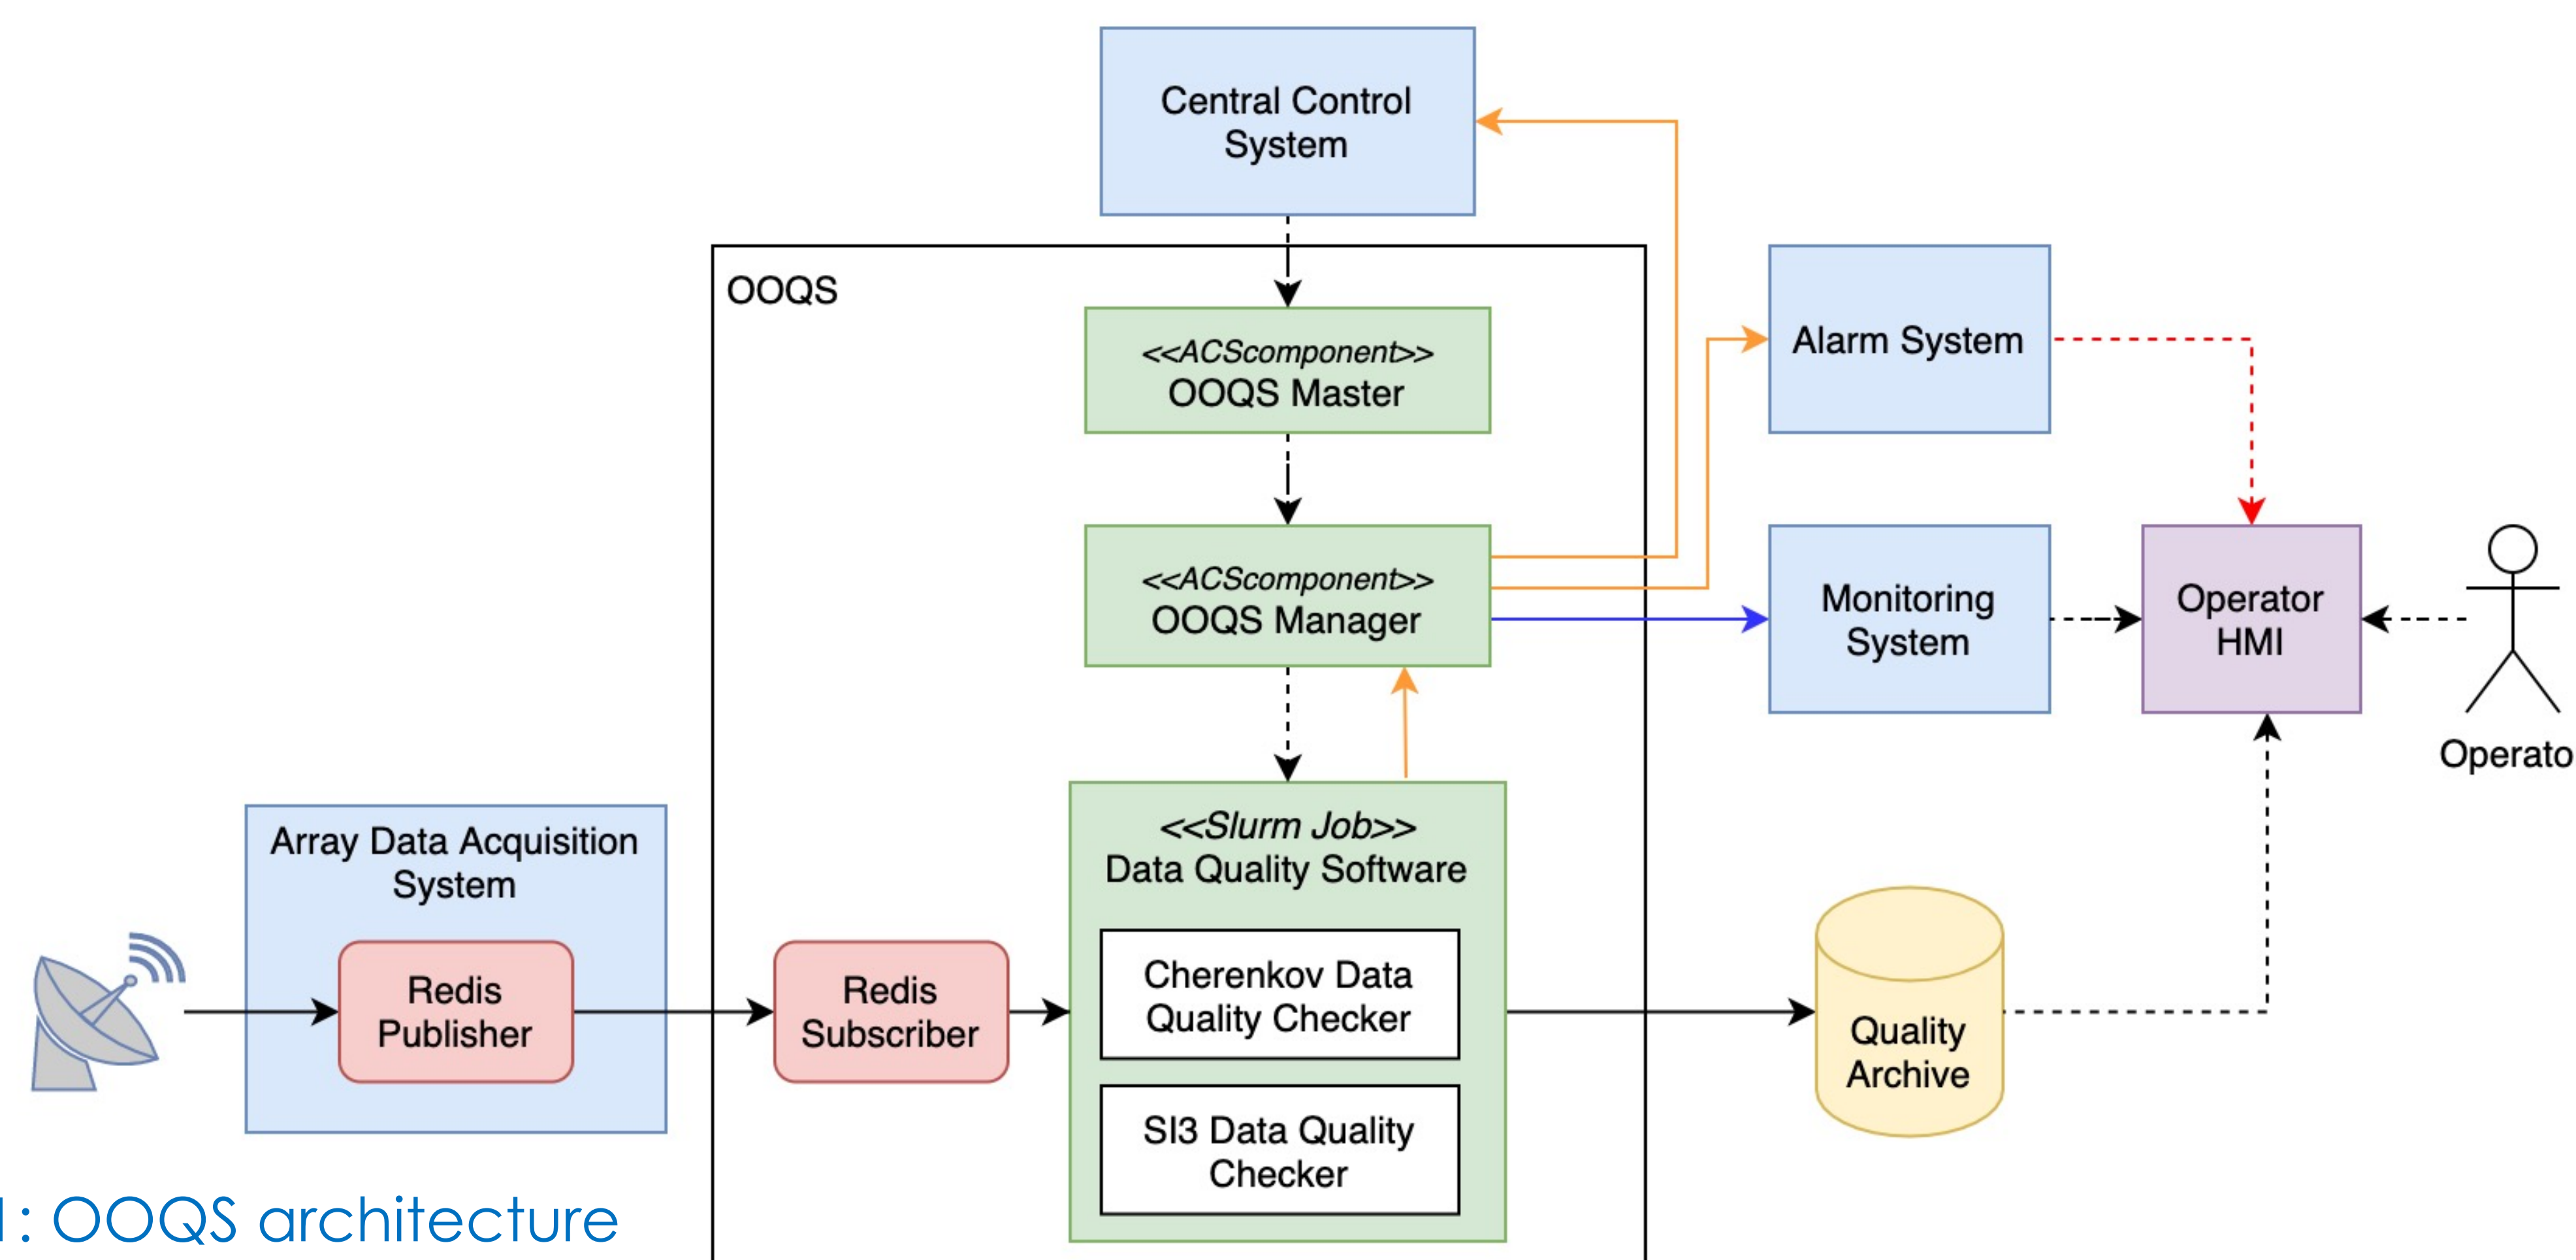 Central Control
System
OOQS
<<ACScomponent>>
OOQS Master
Alarm System
<<ACScomponent>>
OOQS Manager
Monitoring
System
Operator
HMI
Operato
Array Data Acquisition
System
Redis
Publisher
Redis
Subscriber
<<Slurm Job>>
Data Quality Software
Cherenkov Data
Quality Checker
SI3 Data Quality
Checker
Quality
Archive
1: OOQS architecture